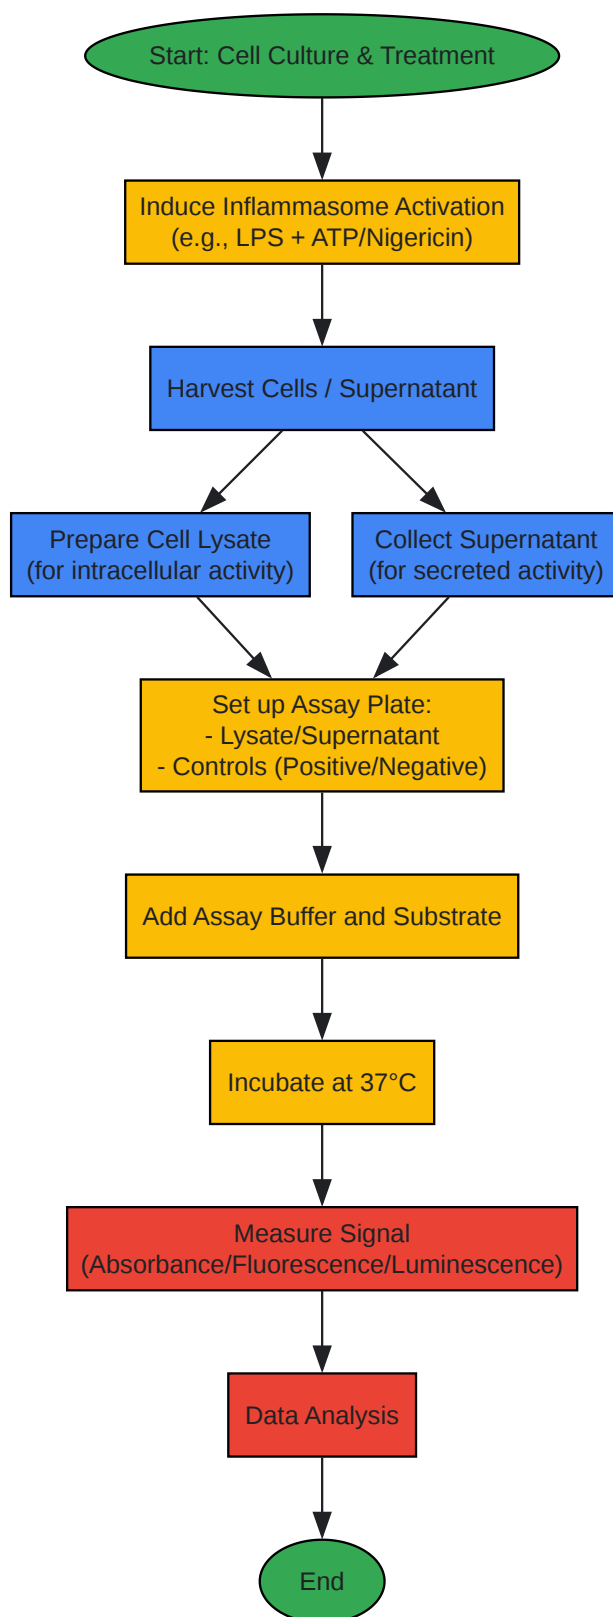 Start: Cell Culture & Treatment
Induce Inflammasome Activation
(e.g., LPS + ATP/Nigericin)
Harvest Cells / Supernatant
Prepare Cell Lysate
(for intracellular activity)
Collect Supernatant
(for secreted activity)
Set up Assay Plate:
- Lysate/Supernatant
- Controls (Positive/Negative)
Add Assay Buffer and Substrate
Incubate at 37°C
Measure Signal
(Absorbance/Fluorescence/Luminescence)
Data Analysis
End